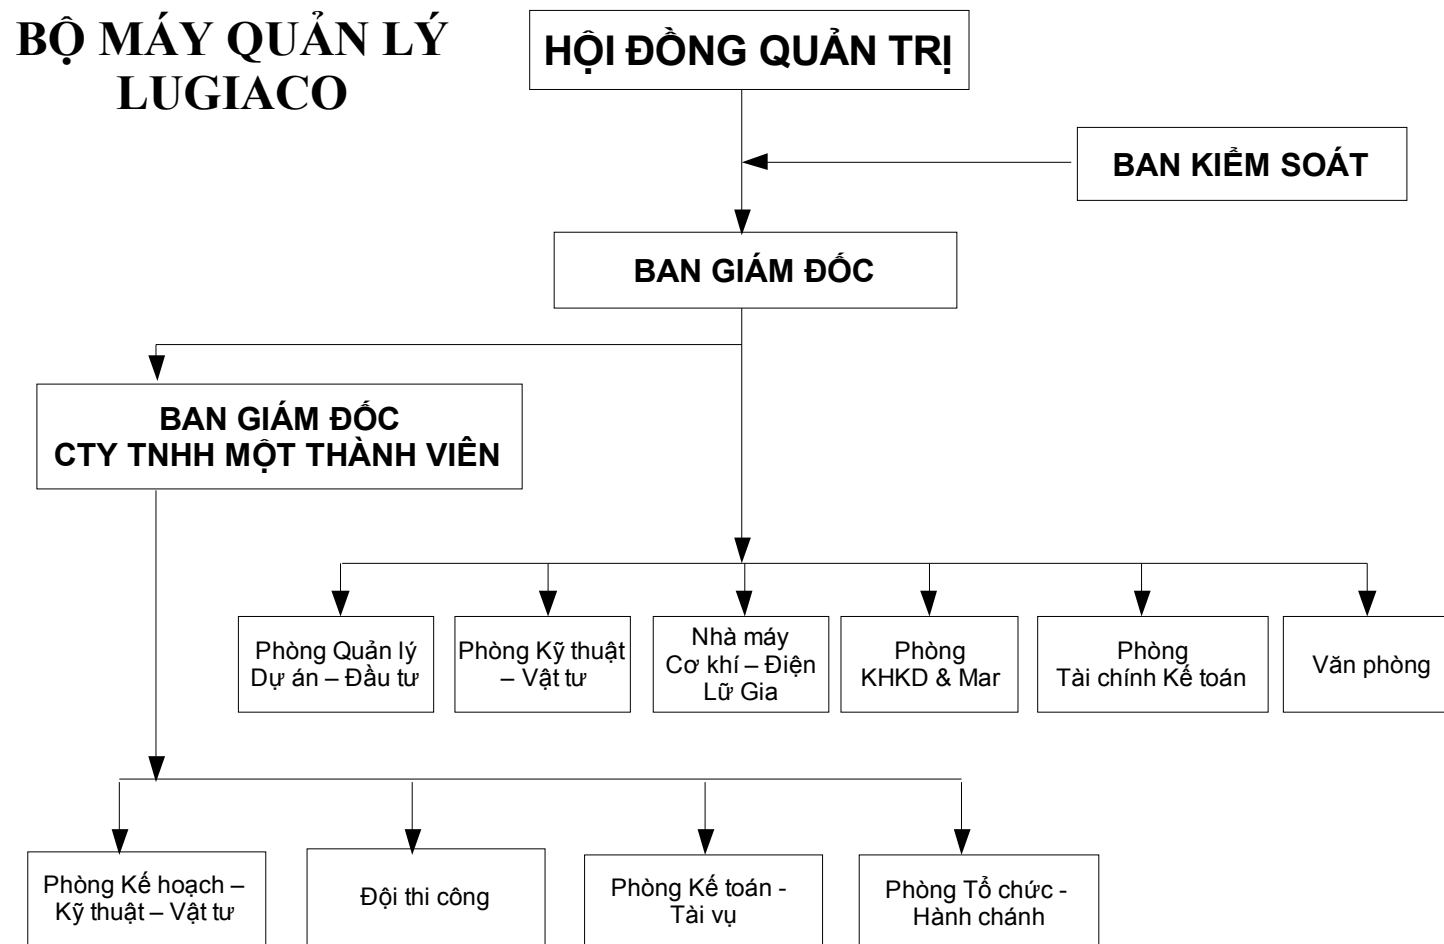 BỘ MÁY QUẢN LÝ
LUGIACO
HỘI ĐỒNG QUẢN TRỊ
BAN KIỂM SOÁT
BAN GIÁM ĐỐC
BAN GIÁM ĐỐC
CTY TNHH MỘT THÀNH VIÊN
Phòng Quản lý
Dự án – Đầu tư
Phòng Kỹ thuật
– Vật tư
Nhà máy
Cơ khí – Điện
Lữ Gia
Phòng
KHKD & Mar
Phòng
Tài chính Kế toán
Văn phòng
Phòng Kế hoạch –
Kỹ thuật – Vật tư
Đội thi công
Phòng Kế toán -
Tài vụ
Phòng Tổ chức -
Hành chánh